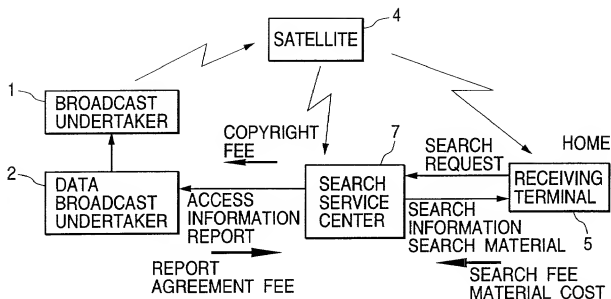 4
SATELLITE
1
BROADCAST
UNDERTAKER
COPYRIGHT
FEE
7
SEARCH
REQUEST
HOME
2
DATA
BROADCAST
UNDERTAKER
SEARCH
SERVICE
CENTER
RECEIVING
TERMINAL
5
ACCESS
INFORMATION
REPORT
SEARCH
INFORMATION
SEARCH MATERIAL
REPORT
AGREEMENT FEE
SEARCH FEE
MATERIAL COST